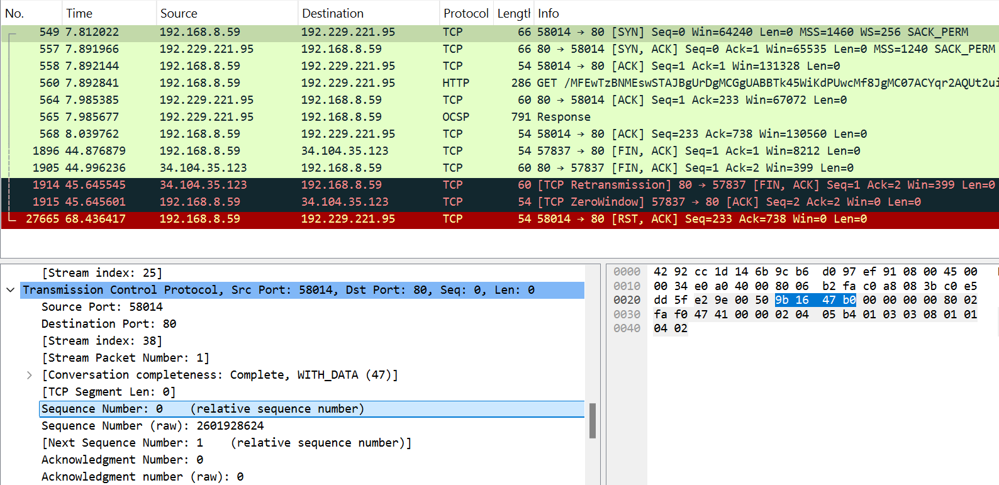 No. Time Source Destination Protocol Length Info
549 7.812022 192.168.8.59 192.229.221.95 TCP 66 58014 → 80 [SYN] Seq=0 Win=64240 Len=0 MSS=1460 WS=256 SACK_PERM
557 7.891966 192.229.221.95 192.168.8.59 TCP 66 80 → 58014 [SYN, ACK] Seq=0 Ack=1 Win=65535 Len=0 MSS=1240 SACK_PERM
558 7.892144 192.168.8.59 192.229.221.95 TCP 54 58014 → 80 [ACK] Seq=1 Ack=1 Win=131328 Len=0
560 7.892841 192.168.8.59 192.229.221.95 HTTP 286 GET /MFEwTzBNMEswSTAJBgUrDgMCGgUABBTk45WiKdPUwcMf8JgMC07ACYqr2AQUt2ui
564 7.985385 192.229.221.95 192.168.8.59 TCP 60 80 → 58014 [ACK] Seq=1 Ack=233 Win=67072 Len=0
565 7.985677 192.229.221.95 192.168.8.59 OCSP 791 Response
568 8.039762 192.168.8.59 192.229.221.95 TCP 54 58014 → 80 [ACK] Seq=233 Ack=738 Win=130560 Len=0
1896 44.876879 192.168.8.59 34.104.35.123 TCP 54 57837 → 80 [FIN, ACK] Seq=1 Ack=1 Win=8212 Len=0
1905 44.996236 34.104.35.123 192.168.8.59 TCP 60 80 → 57837 [FIN, ACK] Seq=1 Ack=2 Win=399 Len=0
1914 45.645545 34.104.35.123 192.168.8.59 TCP 60 [TCP Retransmission] 80 → 57837 [FIN, ACK] Seq=1 Ack=2 Win=399 Len=0
1915 45.645601 192.168.8.59 34.104.35.123 TCP 54 [TCP ZeroWindow] 57837 → 80 [ACK] Seq=2 Ack=2 Win=0 Len=0
27665 68.436417 192.168.8.59 192.229.221.95 TCP 54 58014 → 80 [RST, ACK] Seq=233 Ack=738 Win=0 Len=0
[Stream index: 25]
Transmission Control Protocol, Src Port: 58014, Dst Port: 80, Seq: 0, Len: 0
Source Port: 58014
Destination Port: 80
[Stream index: 38]
[Stream Packet Number: 1]
[Conversation completeness: Complete, WITH_DATA (47)]
[TCP Segment Len: 0]
Sequence Number: 0 (relative sequence number)
Sequence Number (raw): 2601928624
[Next Sequence Number: 1 (relative sequence number)]
Acknowledgment Number: 0
Acknowledgment number (raw): 0
0000 42 92 cc 1d 14 6b 9c b6 d0 97 ef 91 08 00 45 00
0010 00 34 e0 a0 40 00 80 06 b2 fa c0 a8 08 3b c0 e5
0020 dd 5f e2 9e 00 50 9b 16 47 b0 00 00 00 00 80 02
0030 fa f0 47 41 00 00 02 04 05 b4 01 03 03 08 01 01
0040 04 02